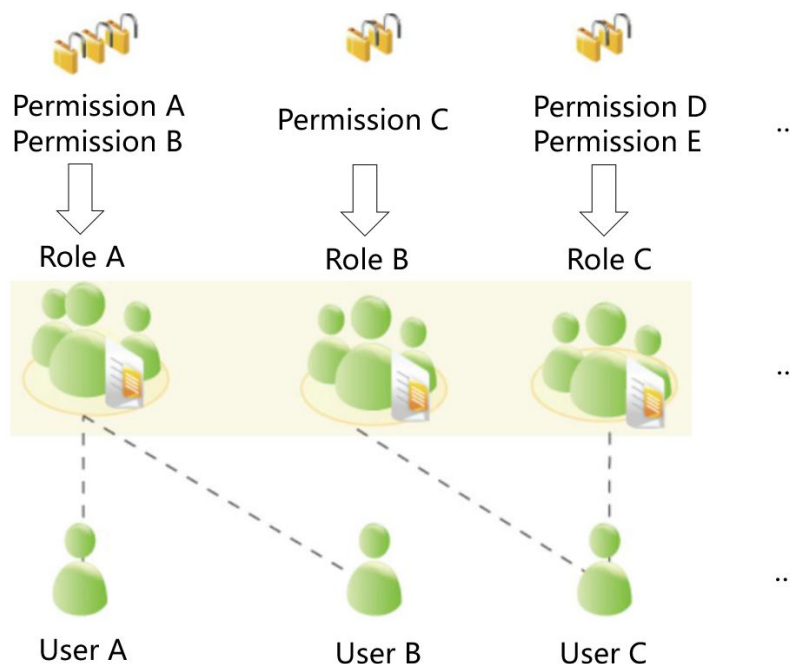 Permission A
Permission B
Permission C
Permission D
Permission E
..
Role A
Role B
Role C
..
User A
User B
User C
..